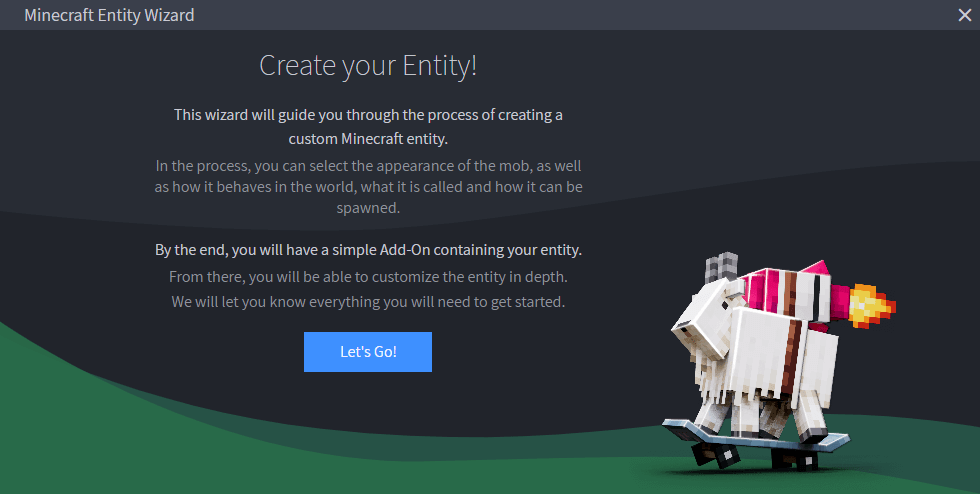 Minecraft Entity Wizard
Create your Entity!
This wizard will guide you through the process of creating a
custom Minecraft entity.
In the process, you can select the appearance of the mob, as well
as how it behaves in the world, what it is called and how it can be
spawned.
By the end, you will have a simple Add-On containing your entity.
From there, you will be able to customize the entity in depth.
We will let you know everything you will need to get started.
Let's Go!